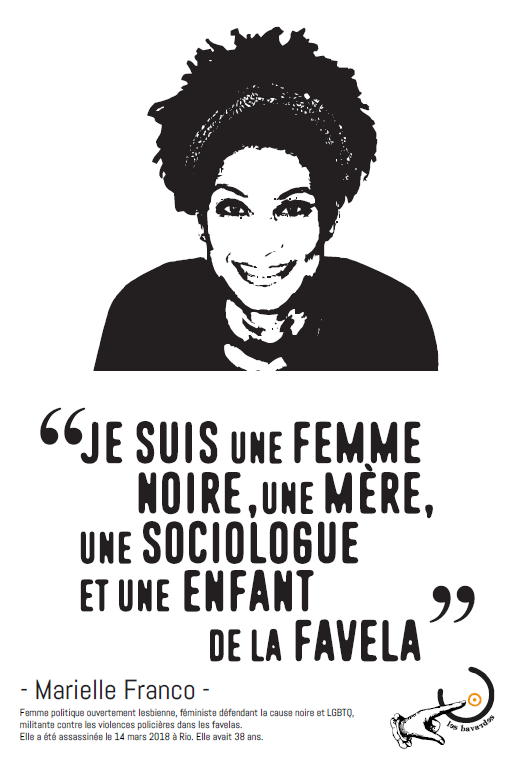 “JE SUIS UNE FEMME
NOIRE, UNE MÈRE,
UNE SOCIOLOGUE
ET UNE ENFANT
DE LA FAVELA”
- Marielle Franco -
Femme politique ouvertement lesbienne, féministe défendant la cause noire et LGBTQ,
militante contre les violences policières dans les favelas.
Elle a été assassinée le 14 mars 2018 à Rio. Elle avait 38 ans.
les bavardes